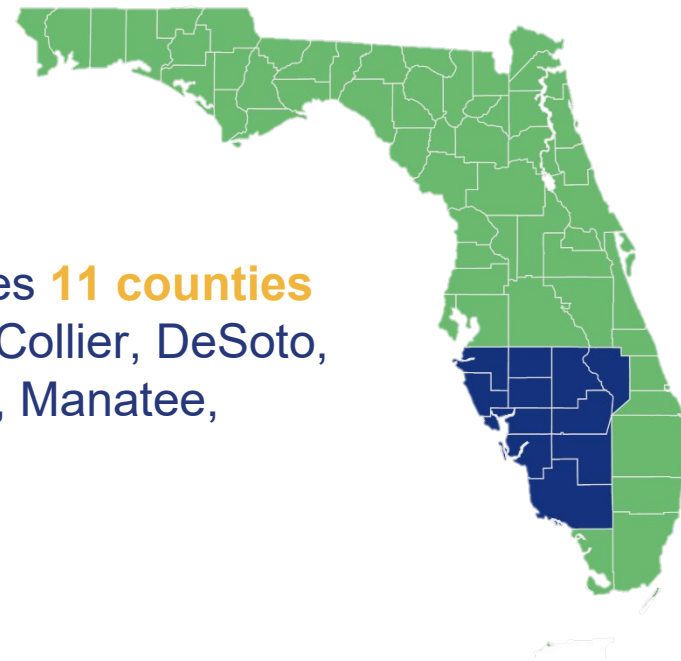 es 11 counties
Collier, DeSoto,
, Manatee,